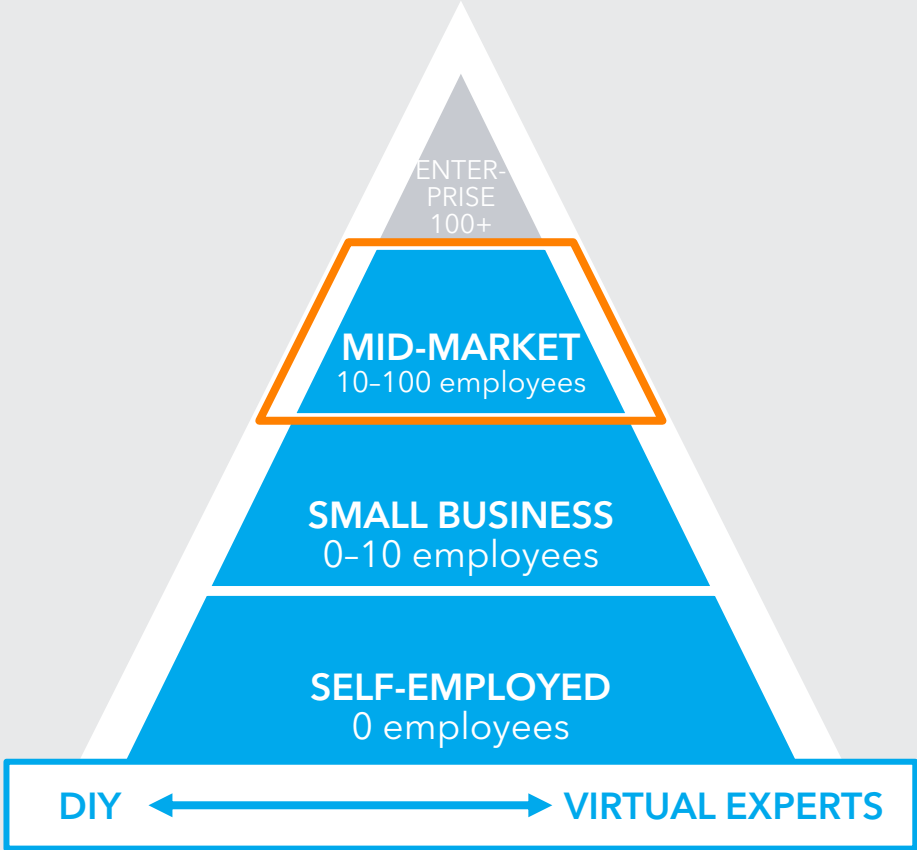 ENTER-
PRISE
100+
MID-MARKET
10–100 employees
SMALL BUSINESS
0–10 employees
SELF-EMPLOYED
0 employees
DIY VIRTUAL EXPERTS